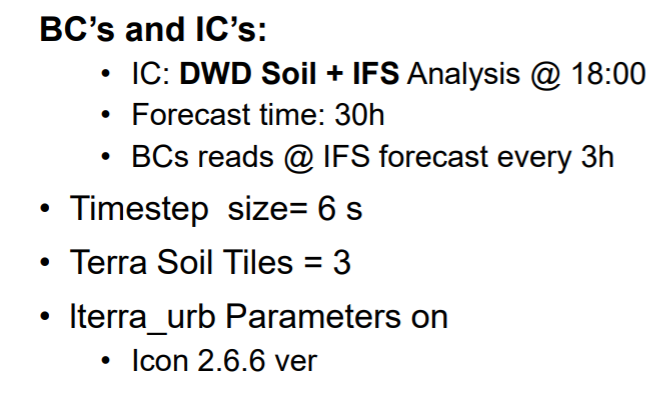 BC’s and IC’s:
• IC: DWD Soil + IFS Analysis @ 18:00
• Forecast time: 30h
• BCs reads @ IFS forecast every 3h
• Timestep  size= 6 s
• Terra Soil Tiles = 3
• lterra_urb Parameters on
• Icon 2.6.6 ver